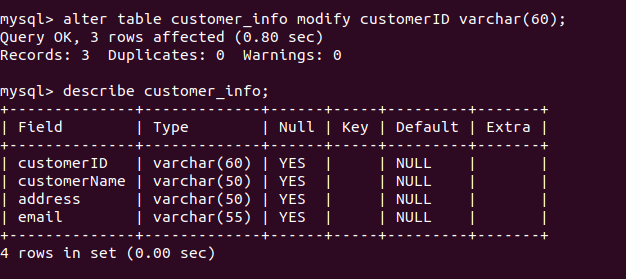 mysql> alter table customer_info modify customerID varchar(60);
Query OK, 3 rows affected (0.80 sec)
Records: 3  Duplicates: 0  Warnings: 0

mysql> describe customer_info;
+--------------+-------------+------+-----+---------+-------+
| Field        | Type        | Null | Key | Default | Extra |
+--------------+-------------+------+-----+---------+-------+
| customerID   | varchar(60) | YES  |     | NULL    |       |
| customerName | varchar(50) | YES  |     | NULL    |       |
| address      | varchar(50) | YES  |     | NULL    |       |
| email        | varchar(55) | YES  |     | NULL    |       |
+--------------+-------------+------+-----+---------+-------+
4 rows in set (0.00 sec)